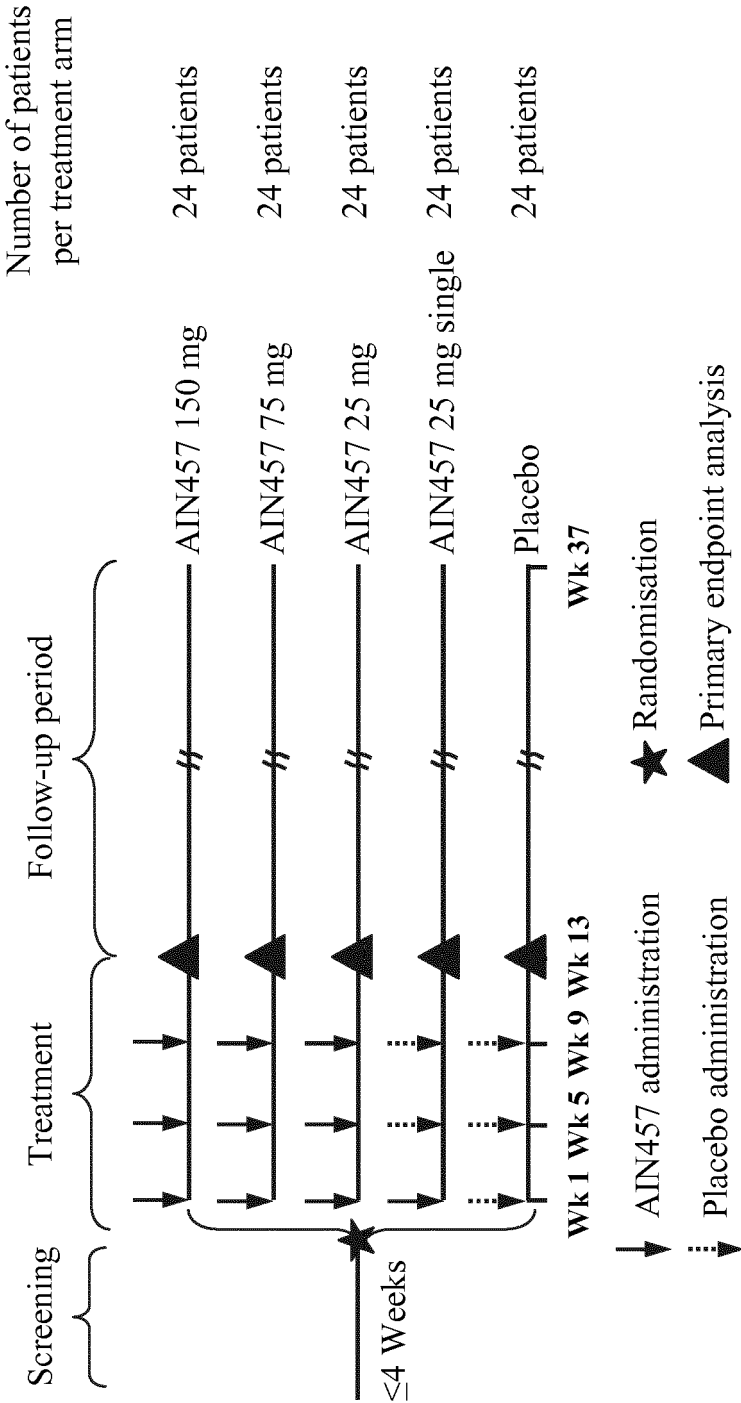 Number of patients
per treatment arm
Screening
Treatment
Follow-up period
AIN457 150 mg
24 patients
AIN457 75 mg
24 patients
AIN457 25 mg
24 patients
AIN457 25 mg single
24 patients
Placebo
24 patients
≤4 Weeks
Wk 1 Wk 5 Wk 9 Wk 13
Wk 37
AIN457 administration
Randomisation
Placebo administration
Primary endpoint analysis